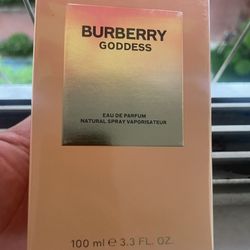 BURBERRY
GODDESS
EAU DE PARFUM
NATURAL SPRAY VAPORISATEUR
100 ml ℮ 3.3 FL. OZ.